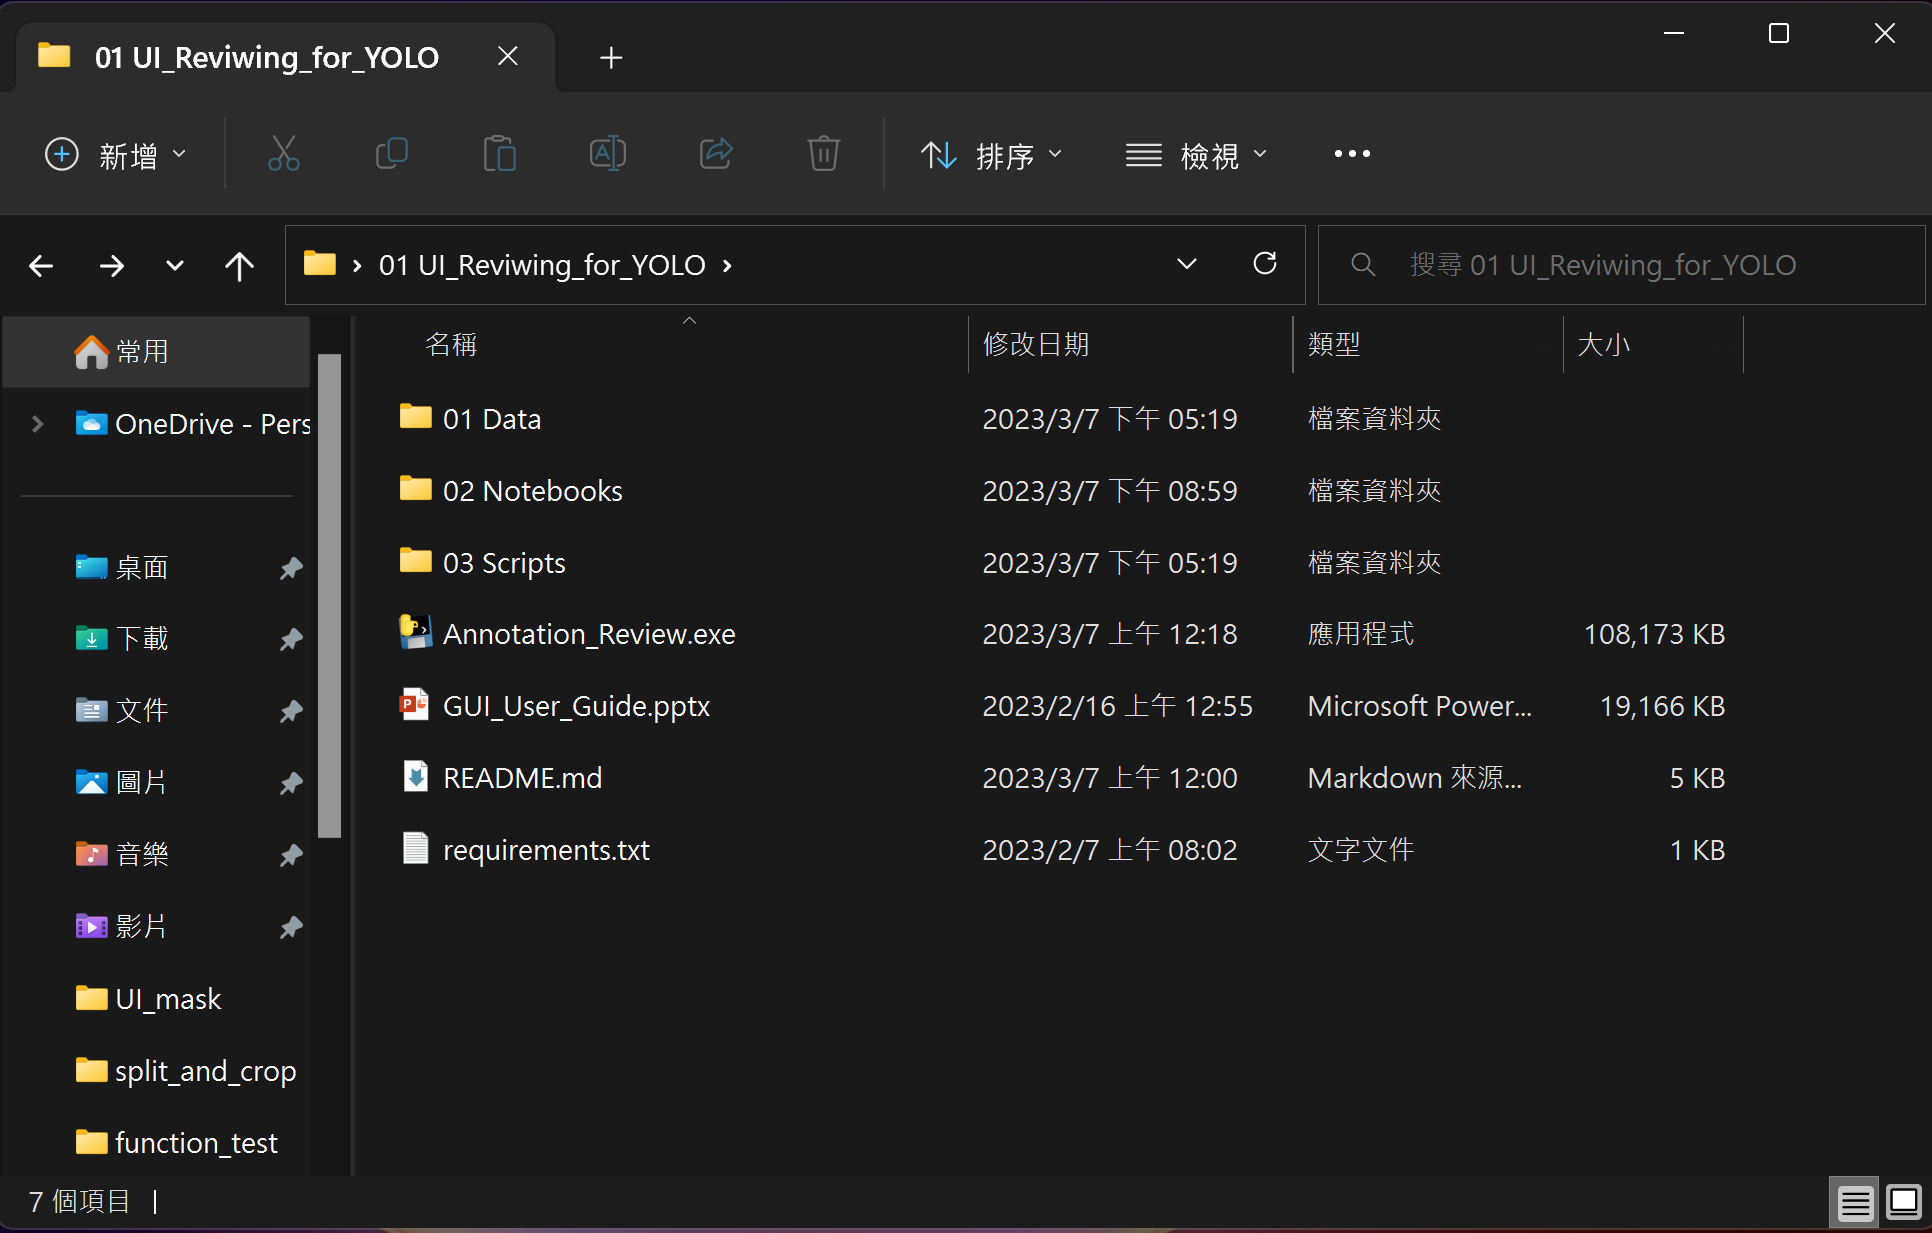 01 UI_Reviwing_for_YOLO
新增
排序
檢視
01 UI_Reviwing_for_YOLO
搜尋 01 UI_Reviwing_for_YOLO
常用
OneDrive - Pers
桌面
下載
文件
圖片
音樂
影片
UI_mask
split_and_crop
function_test
名稱 修改日期 類型 大小
01 Data 2023/3/7 下午 05:19 檔案資料夾
02 Notebooks 2023/3/7 下午 08:59 檔案資料夾
03 Scripts 2023/3/7 下午 05:19 檔案資料夾
Annotation_Review.exe 2023/3/7 上午 12:18 應用程式 108,173 KB
GUI_User_Guide.pptx 2023/2/16 上午 12:55 Microsoft Power... 19,166 KB
README.md 2023/3/7 上午 12:00 Markdown 來源... 5 KB
requirements.txt 2023/2/7 上午 08:02 文字文件 1 KB
7 個項目